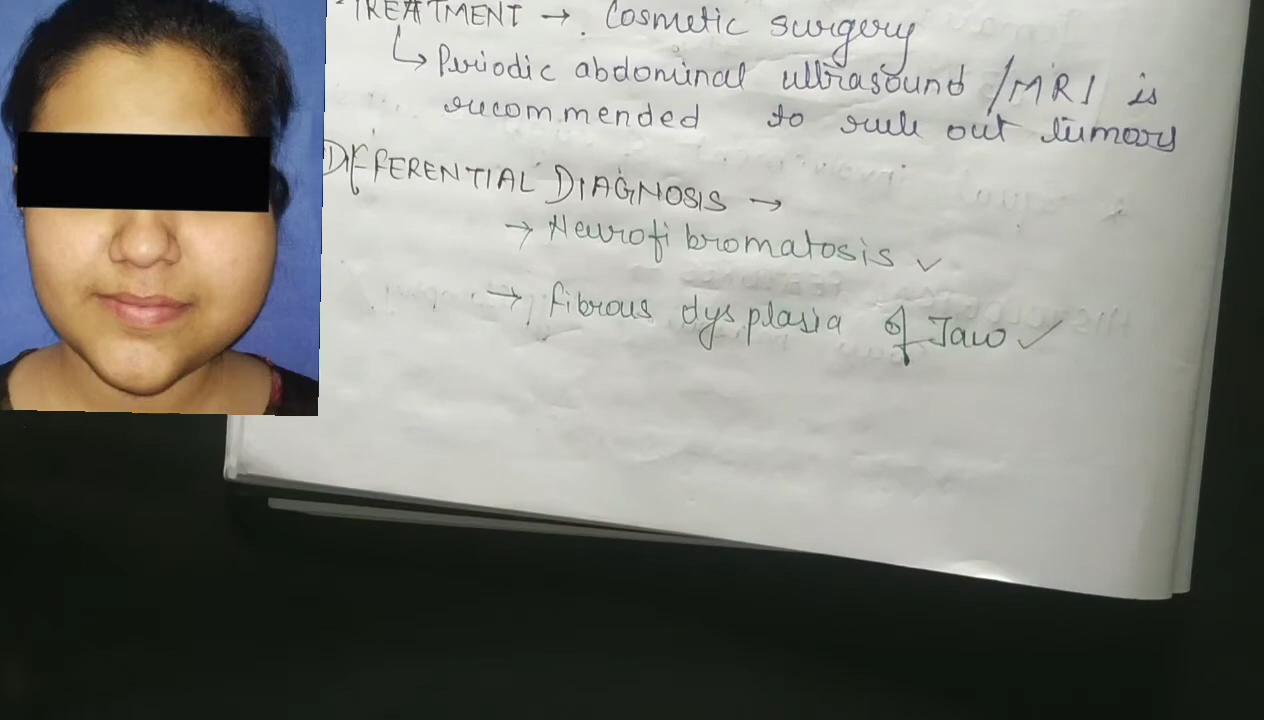 TREATMENT → Cosmetic surgery
↳ Periodic abdominal ultrasound /MRI is
recommended to rule out tumors
DIFFERENTIAL DIAGNOSIS →
→ Neurofibromatosis ✓
→ fibrous dysplasia of Jaw ✓